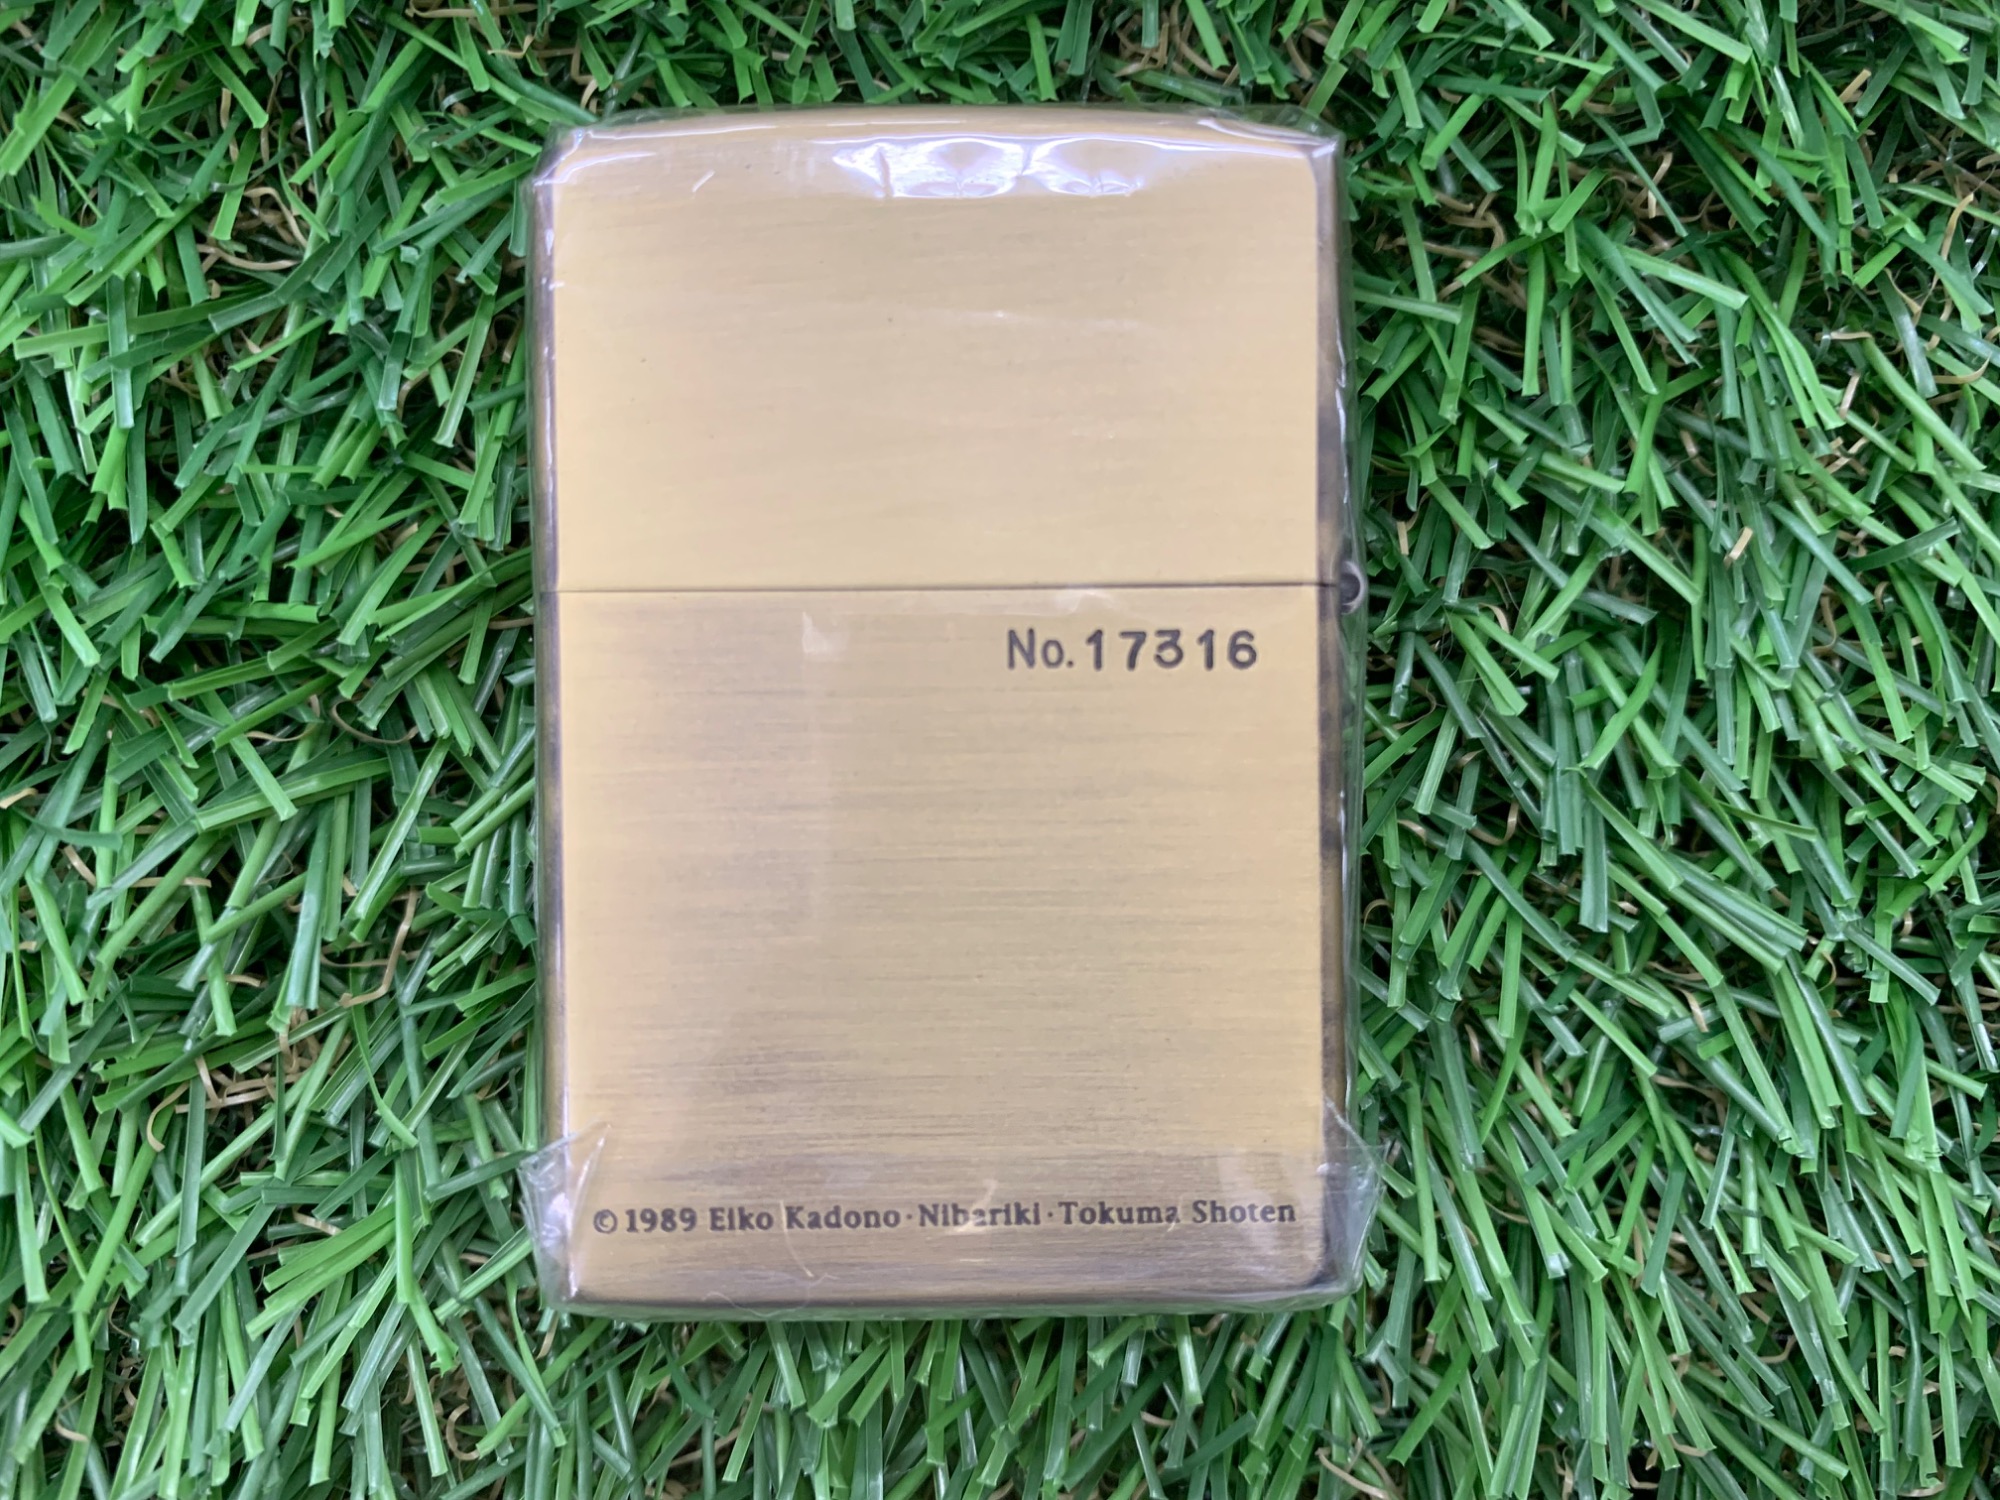 No.17316
©1989 Eiko Kadono·Nibariki·Tokuma Shoten